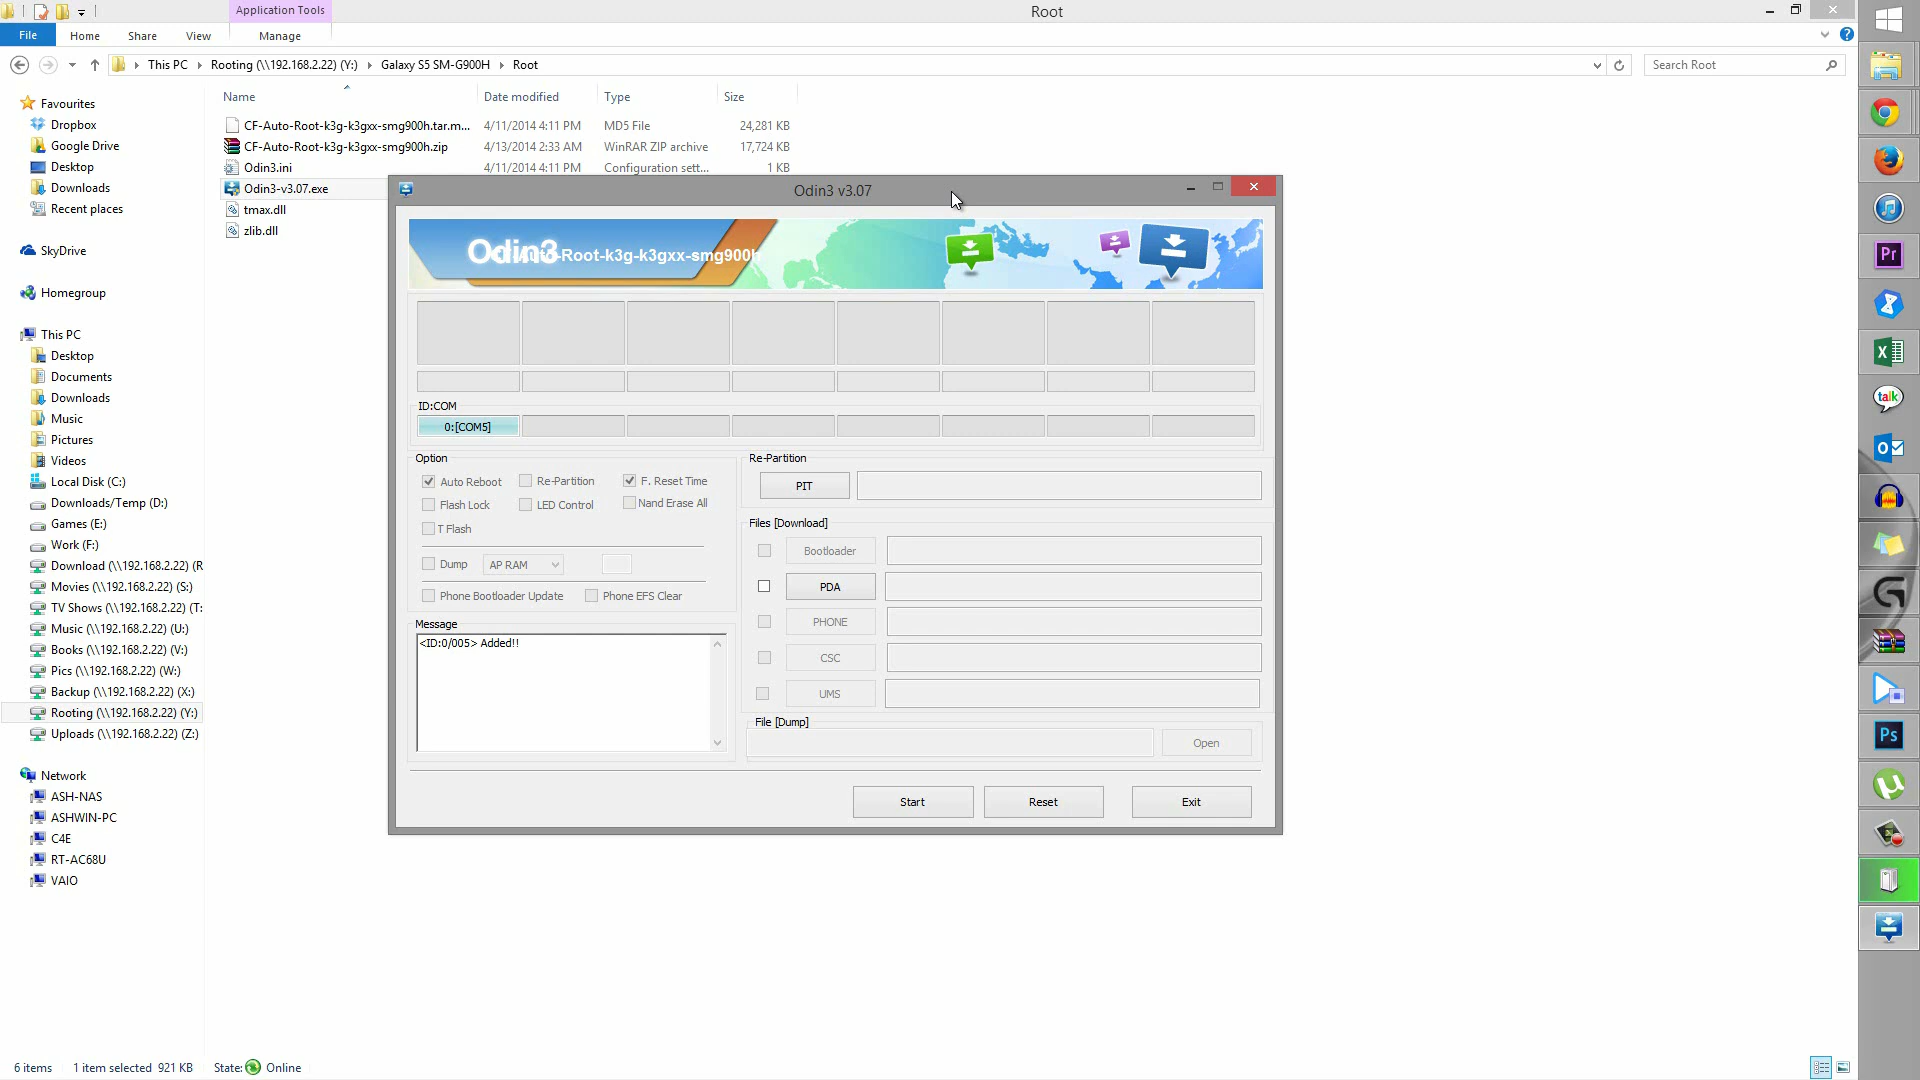 Application Tools
Root
File
Home
Share
View
Manage
This PC
Rooting (\\192.168.2.22) (Y:)
Galaxy S5 SM-G900H
Root
Search Root
Name
Date modified
Type
Size
CF-Auto-Root-k3g-k3gxx-smg900h.tar.m...
4/11/2014 4:11 PM
MD5 File
24,281 KB
CF-Auto-Root-k3g-k3gxx-smg900h.zip
4/13/2014 2:33 AM
WinRAR ZIP archive
17,724 KB
Odin3.ini
4/11/2014 4:11 PM
Configuration sett...
1 KB
Odin3-v3.07.exe
tmax.dll
zlib.dll
Favourites
Dropbox
Google Drive
Desktop
Downloads
Recent places
SkyDrive
Homegroup
This PC
Desktop
Documents
Downloads
Music
Pictures
Videos
Local Disk (C:)
Downloads/Temp (D:)
Games (E:)
Work (F:)
Download (\\192.168.2.22) (R
Movies (\\192.168.2.22) (S:)
TV Shows (\\192.168.2.22) (T:
Music (\\192.168.2.22) (U:)
Books (\\192.168.2.22) (V:)
Pics (\\192.168.2.22) (W:)
Backup (\\192.168.2.22) (X:)
Rooting (\\192.168.2.22) (Y:)
Uploads (\\192.168.2.22) (Z:)
Network
ASH-NAS
ASHWIN-PC
C4E
RT-AC68U
VAIO
Odin3 v3.07
Odin3
-Root-k3g-k3gxx-smg900h
ID:COM
0:[COM5]
Option
Auto Reboot
Re-Partition
F. Reset Time
Flash Lock
LED Control
Nand Erase All
T Flash
Dump
AP RAM
Phone Bootloader Update
Phone EFS Clear
Message
<ID:0/005> Added!!
Re-Partition
PIT
Files [Download]
Bootloader
PDA
PHONE
CSC
UMS
File [Dump]
Open
Start
Reset
Exit
6 items
1 item selected 921 KB
State:
Online
Pr
X
talk
Ps